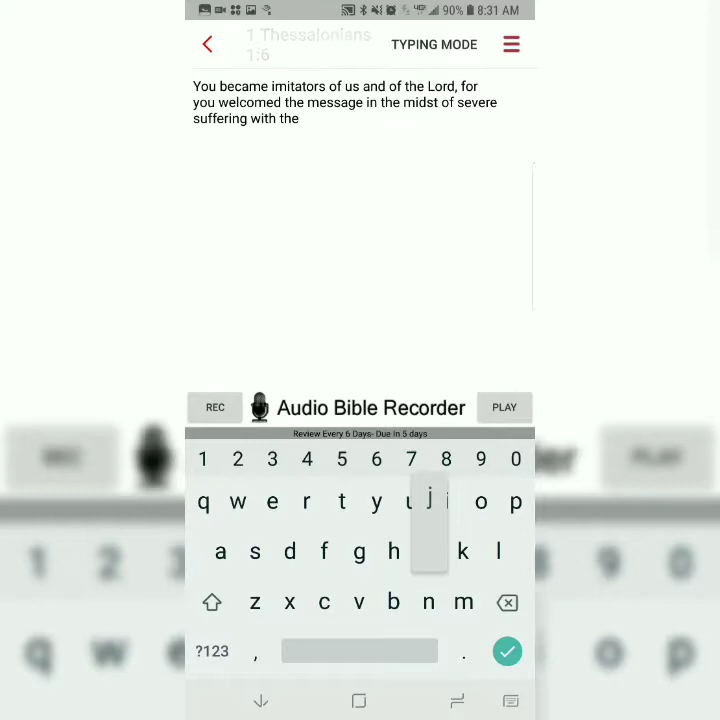 90% 8:31 AM
1 Thessalonians
1:6
TYPING MODE
You became imitators of us and of the Lord, for
you welcomed the message in the midst of severe
suffering with the
REC
Audio Bible Recorder
PLAY
Review Every 6 Days- Due in 5 days
1 2 3 4 5 6 7 8 9 0
q w e r t y u j i o p
a s d f g h k l
z x c v b n m
?123 , .